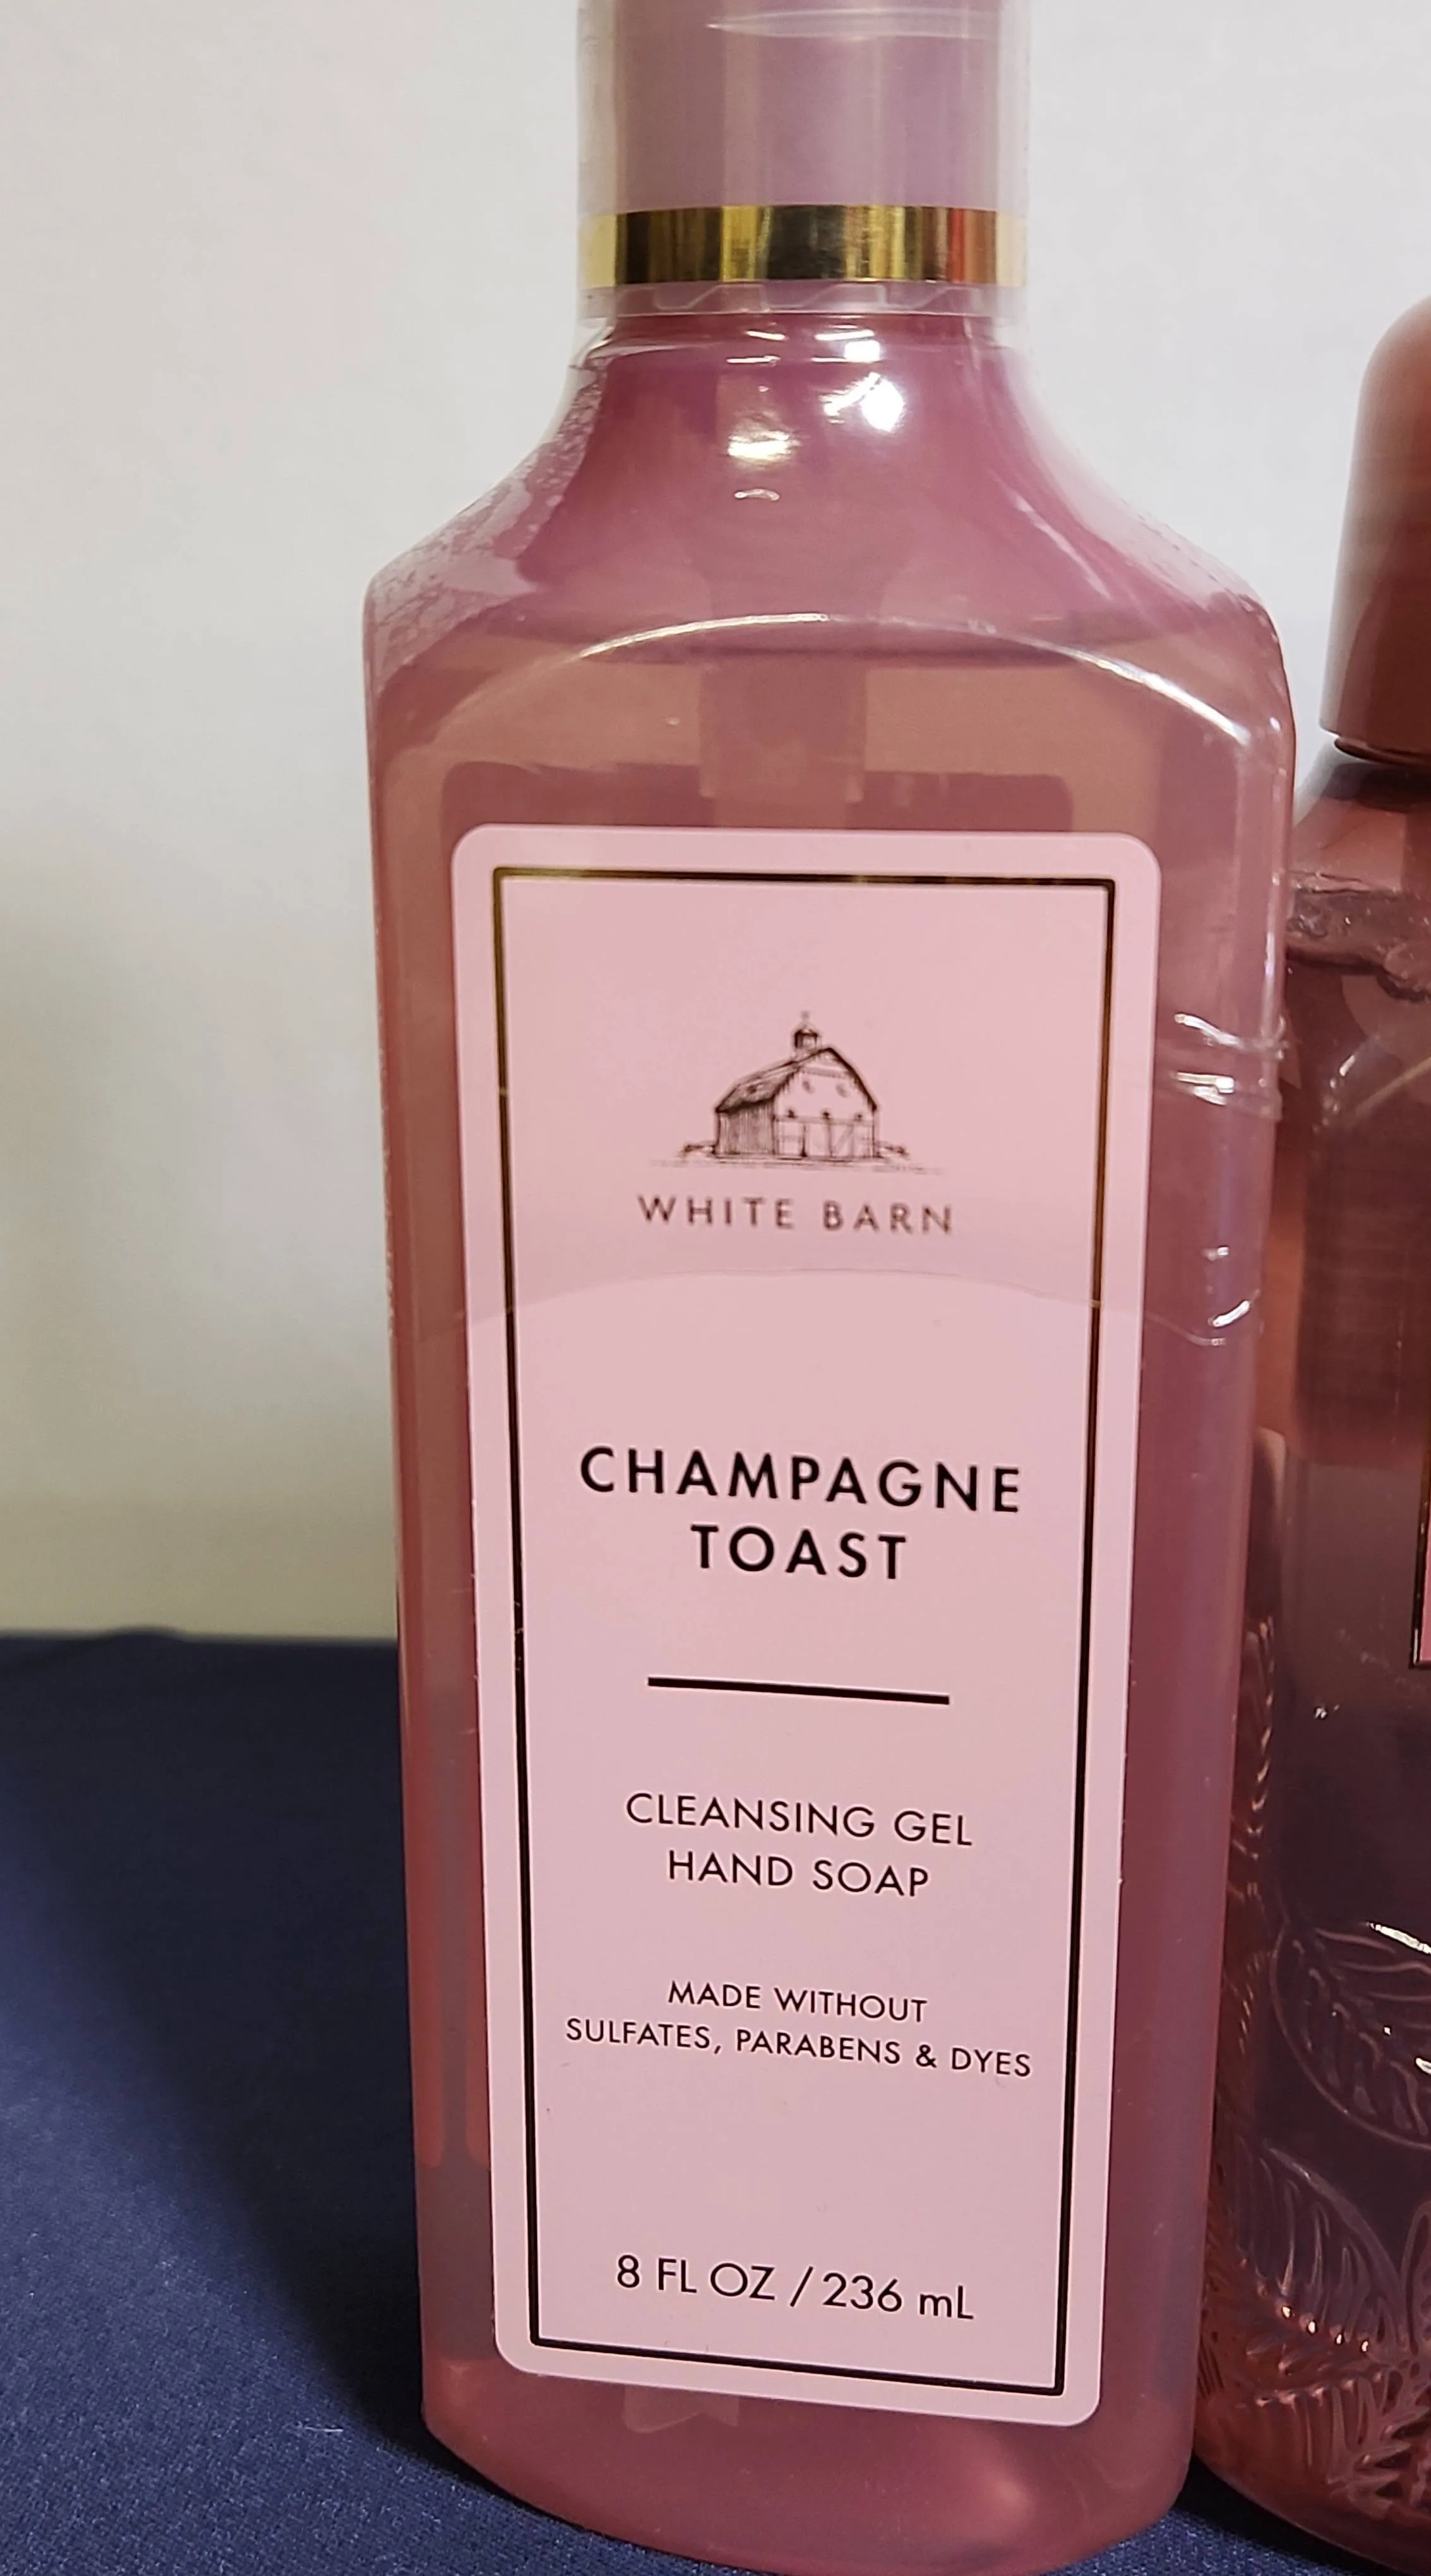 WHITE BARN
CHAMPAGNE
TOAST
CLEANSING GEL
HAND SOAP
MADE WITHOUT
SULFATES, PARABENS & DYES
8 FL OZ / 236 mL